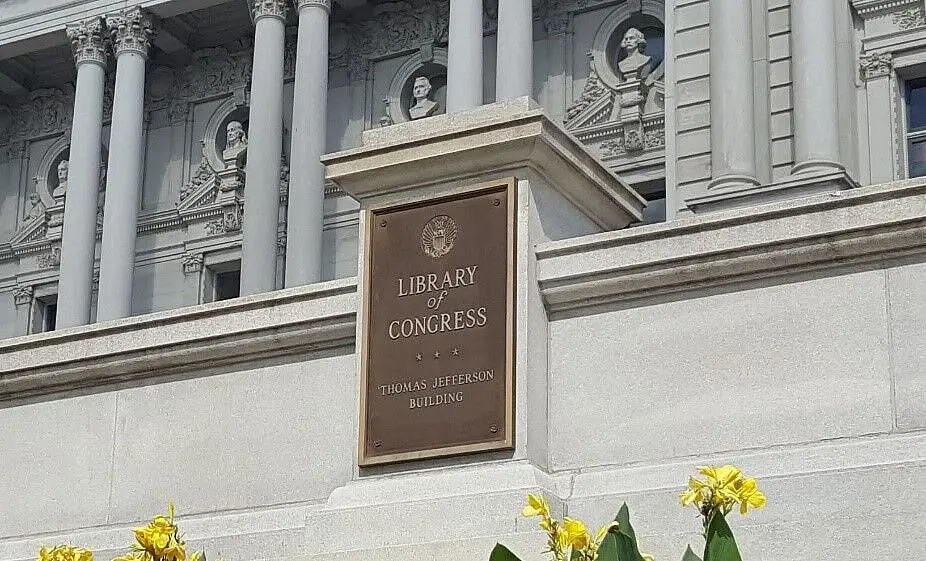 LIBRARY
of
CONGRESS
THOMAS JEFFERSON
BUILDING